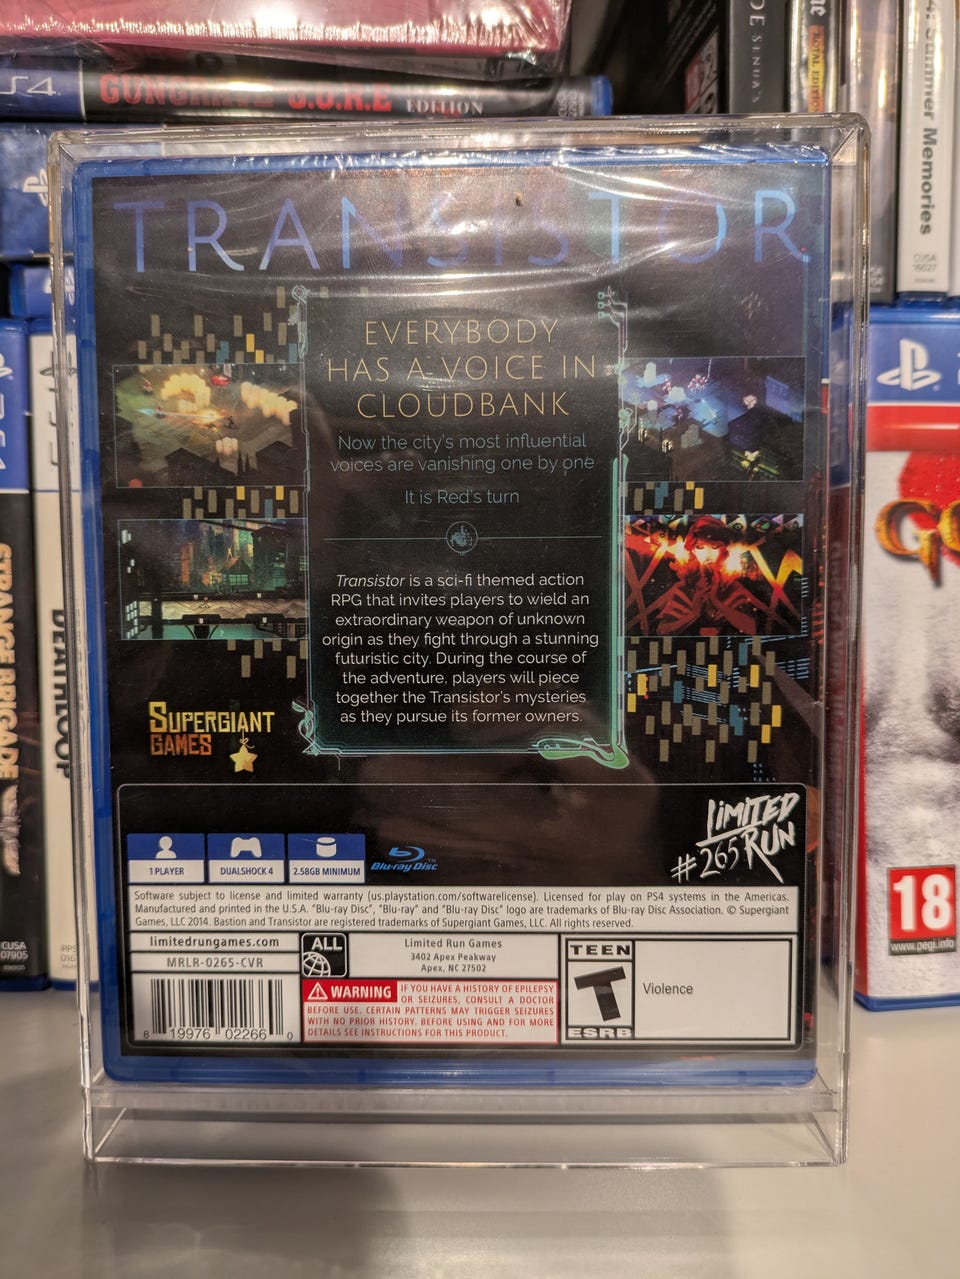 PS4
GUNGRAVE G.O.R.E
EDITION
TRANSISTOR
EVERYBODY
HAS A VOICE IN
CLOUDBANK
Now the city's most influential
voices are vanishing one by one
It is Red's turn
Transistor is a sci-fi themed action
RPG that invites players to wield an
extraordinary weapon of unknown
origin as they fight through a stunning
futuristic city. During the course of
the adventure, players will piece
together the Transistor's mysteries
as they pursue its former owners.
SUPERGIANT
GAMES
LIMITED
RUN
#265
1 PLAYER
DUALSHOCK 4
2.58GB MINIMUM
Blu-ray Disc™
Software subject to license and limited warranty (us.playstation.com/softwarelicense). Licensed for play on PS4 systems in the Americas.
Manufactured and printed in the U.S.A. "Blu-ray Disc", "Blu-ray" and "Blu-ray Disc" logo are trademarks of Blu-ray Disc Association. © Supergiant
Games, LLC 2014. Bastion and Transistor are registered trademarks of Supergiant Games, LLC. All rights reserved.
limitedrungames.com
MRLR-0265-CVR
8 19976 02266 0
ALL
Limited Run Games
3402 Apex Peakway
Apex, NC 27502
WARNING IF YOU HAVE A HISTORY OF EPILEPSY
OR SEIZURES, CONSULT A DOCTOR
BEFORE USE. CERTAIN PATTERNS MAY TRIGGER SEIZURES
WITH NO PRIOR HISTORY. BEFORE USING AND FOR MORE
DETAILS SEE INSTRUCTIONS FOR THIS PRODUCT.
TEEN
T
ESRB
Violence
STRANGE BRIGADE
CUSA
07905
DEATHLOOP
SENUA'S
ROYAL EDITION
Summer Memories
CUSA
16027
GO
18
www.pegi.info